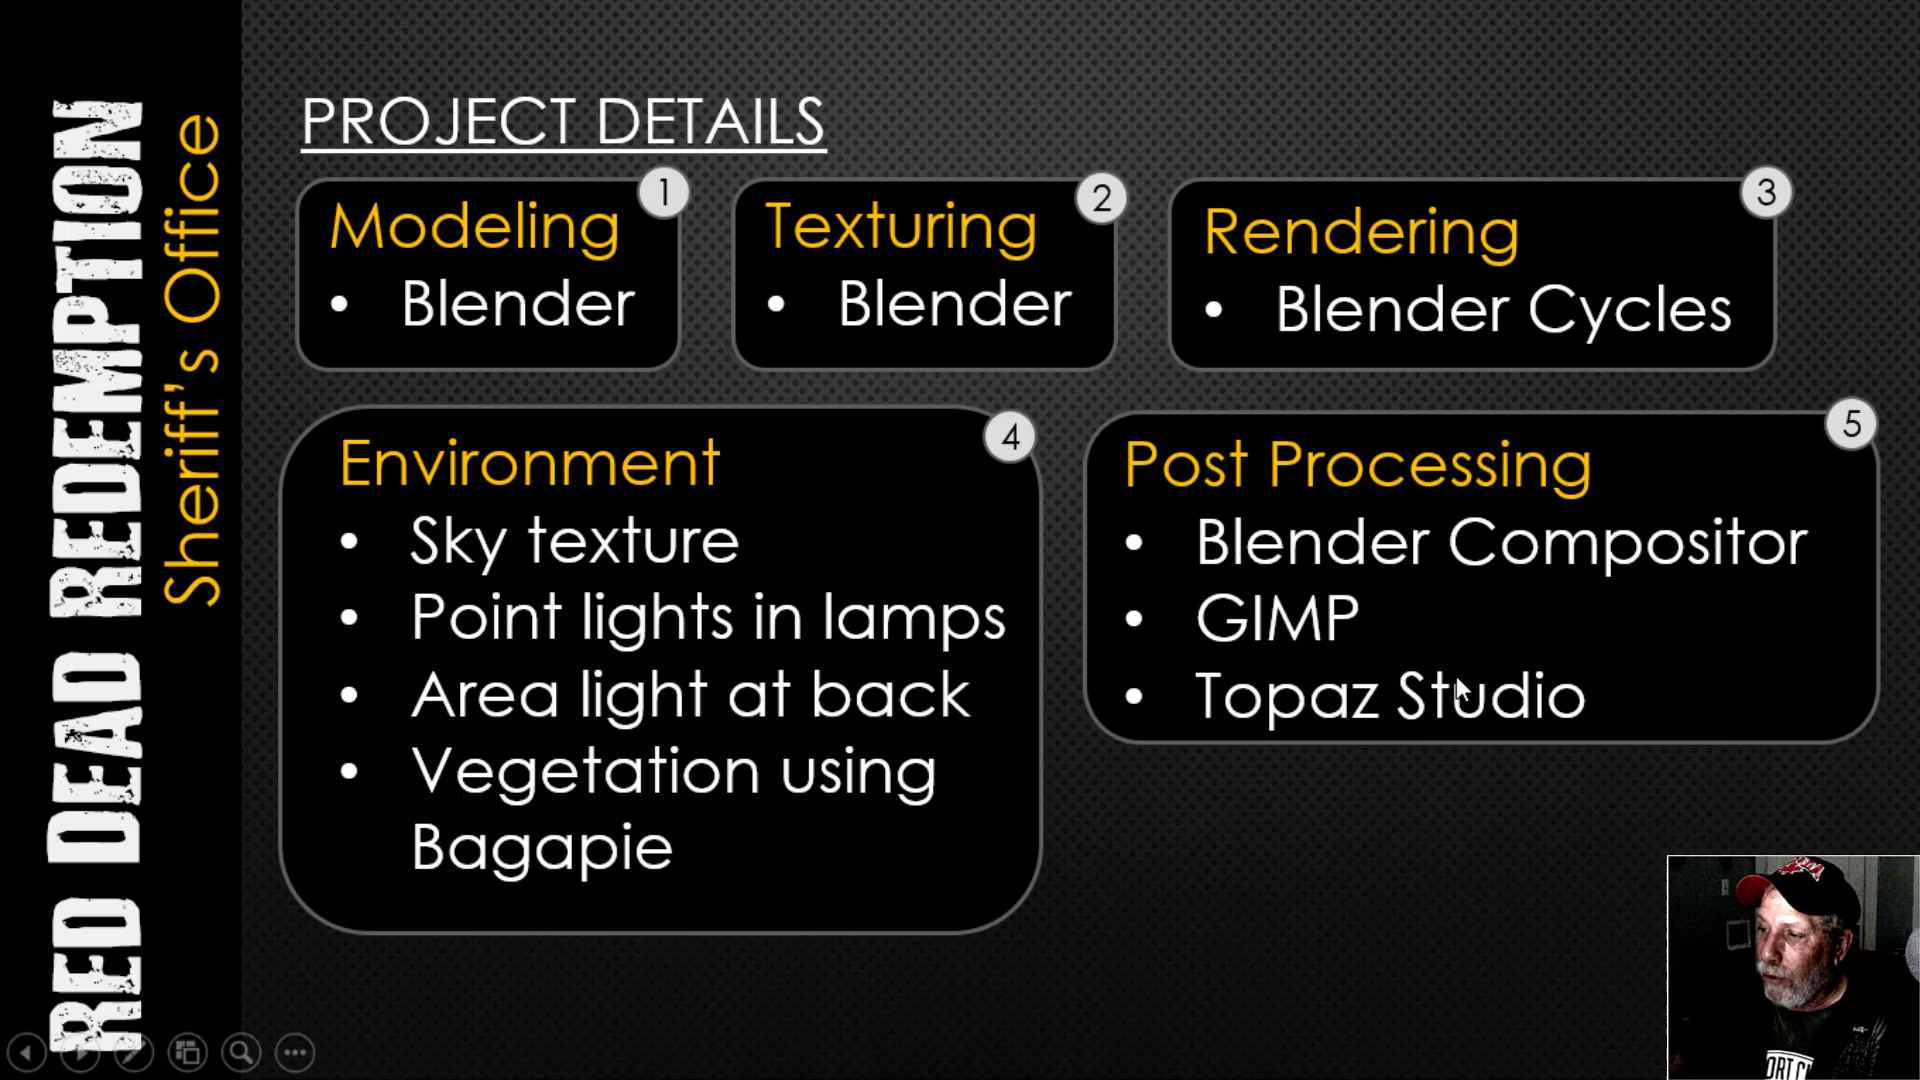 RED DEAD REDEMPTION
Sheriff's Office
PROJECT DETAILS
1
Modeling
• Blender
2
Texturing
• Blender
3
Rendering
• Blender Cycles
4
Environment
• Sky texture
• Point lights in lamps
• Area light at back
• Vegetation using
Bagapie
5
Post Processing
• Blender Compositor
• GIMP
• Topaz Studio